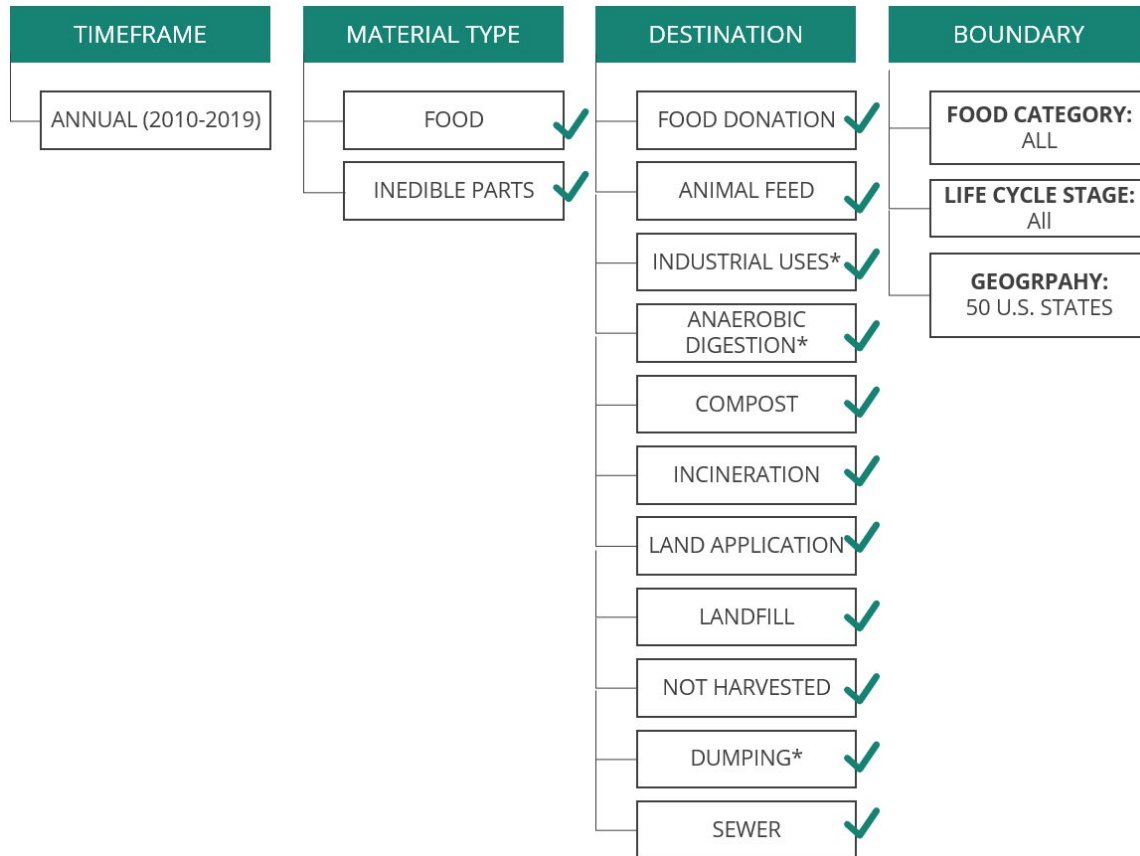 TIMEFRAME
ANNUAL (2010-2019)
MATERIAL TYPE
FOOD
INEDIBLE PARTS
DESTINATION
FOOD DONATION
ANIMAL FEED
INDUSTRIAL USES*
ANAEROBIC
DIGESTION*
COMPOST
INCINERATION
LAND APPLICATION
LANDFILL
NOT HARVESTED
DUMPING*
SEWER
BOUNDARY
FOOD CATEGORY:
ALL
LIFE CYCLE STAGE:
All
GEOGRPAHY:
50 U.S. STATES